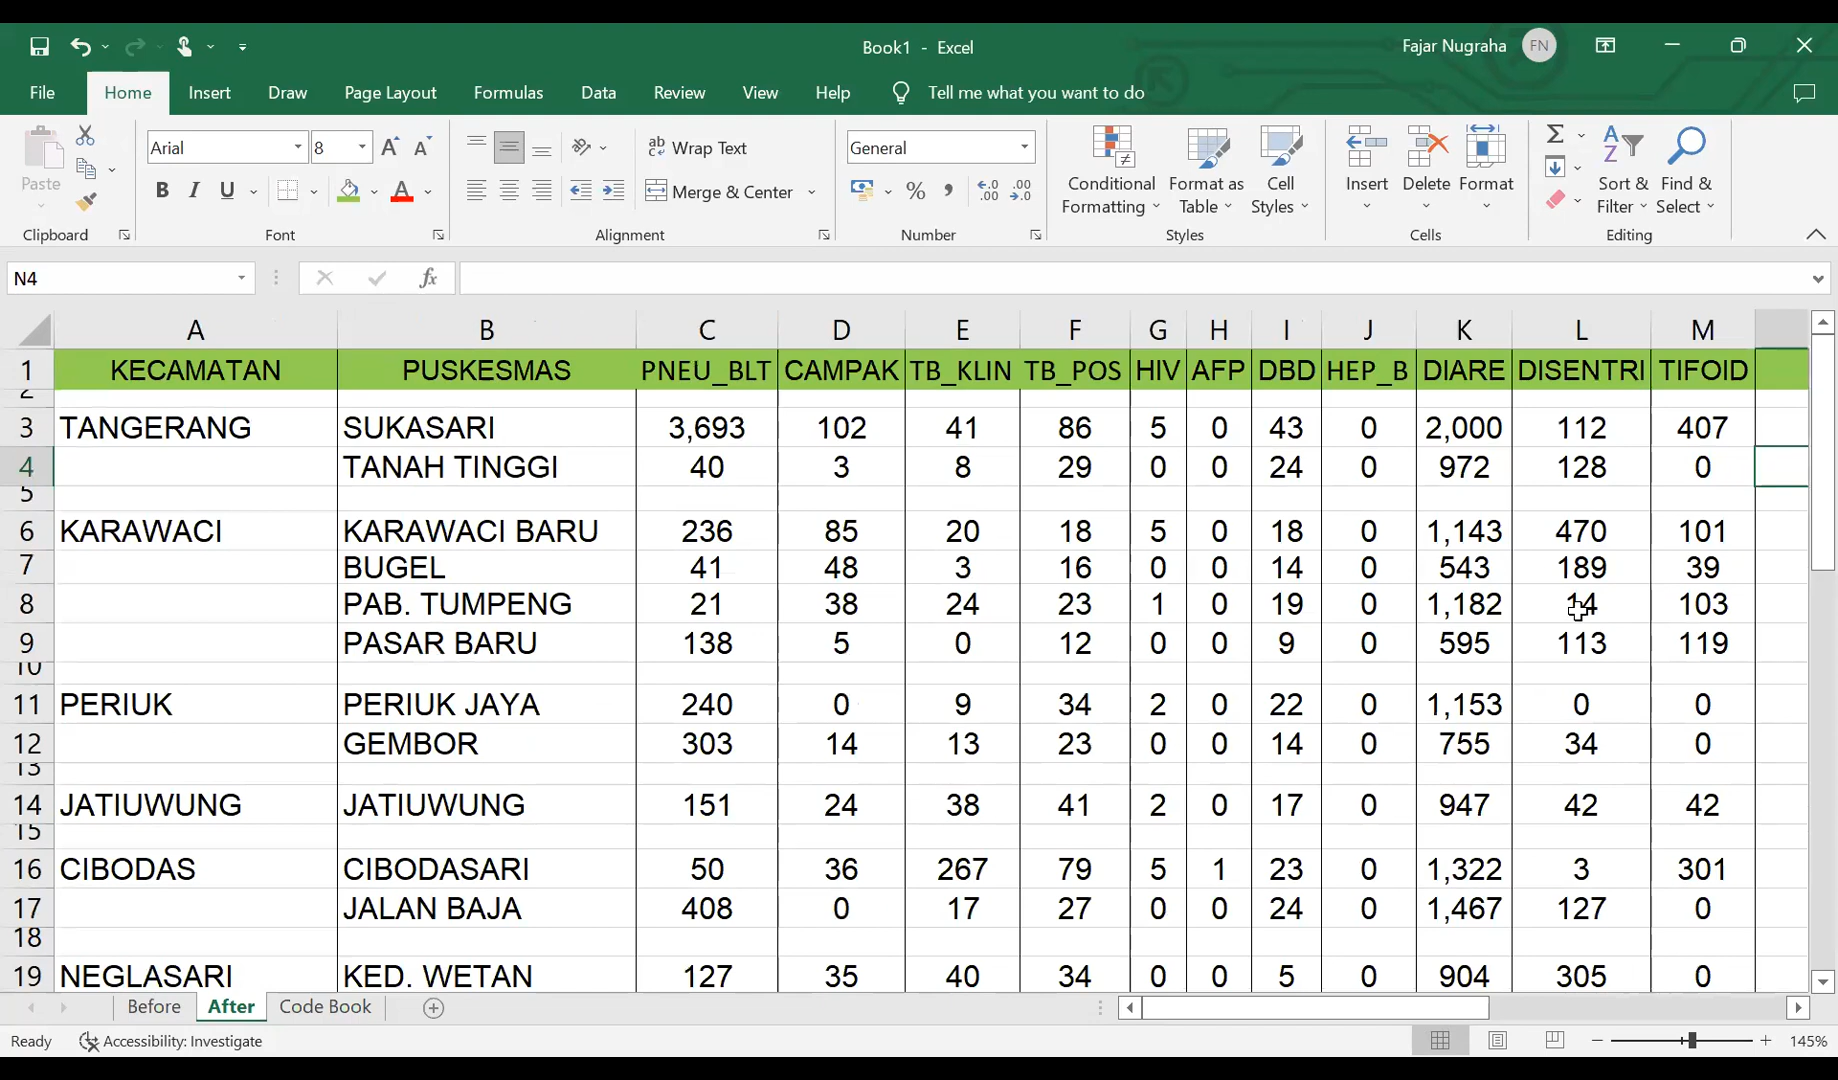 Book1 - Excel
Fajar Nugraha FN
File Home Insert Draw Page Layout Formulas Data Review View Help Tell me what you want to do
Paste
Clipboard
Arial 8
B I U
Font
Wrap Text
Merge & Center
Alignment
General
Number
Conditional Formatting
Format as Table
Cell Styles
Styles
Insert Delete Format
Cells
Sort & Filter
Find & Select
Editing
N4 fx
A B C D E F G H I J K L M
1 KECAMATAN PUSKESMAS PNEU_BLT CAMPAK TB_KLIN TB_POS HIV AFP DBD HEP_B DIARE DISENTRI TIFOID
2
3 TANGERANG SUKASARI 3,693 102 41 86 5 0 43 0 2,000 112 407
4 TANAH TINGGI 40 3 8 29 0 0 24 0 972 128 0
5
6 KARAWACI KARAWACI BARU 236 85 20 18 5 0 18 0 1,143 470 101
7 BUGEL 41 48 3 16 0 0 14 0 543 189 39
8 PAB. TUMPENG 21 38 24 23 1 0 19 0 1,182 14 103
9 PASAR BARU 138 5 0 12 0 0 9 0 595 113 119
10
11 PERIUK PERIUK JAYA 240 0 9 34 2 0 22 0 1,153 0 0
12 GEMBOR 303 14 13 23 0 0 14 0 755 34 0
13
14 JATIUWUNG JATIUWUNG 151 24 38 41 2 0 17 0 947 42 42
15
16 CIBODAS CIBODASARI 50 36 267 79 5 1 23 0 1,322 3 301
17 JALAN BAJA 408 0 17 27 0 0 24 0 1,467 127 0
18
19 NEGLASARI KED. WETAN 127 35 40 34 0 0 5 0 904 305 0
Before After Code Book
Ready Accessibility: Investigate 145%